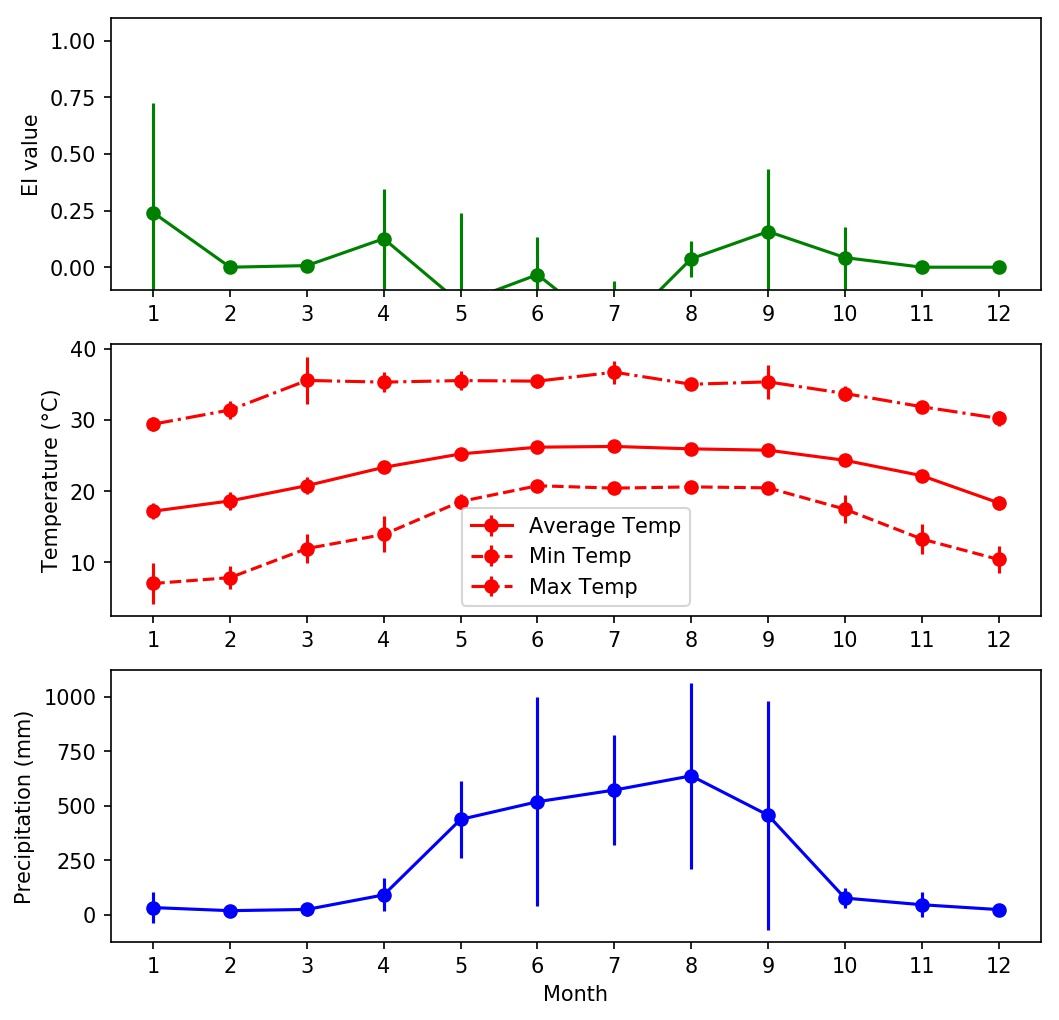 EI value
1.00
0.75
0.50
0.25
0.00
1 2 3 4 5 6 7 8 9 10 11 12
Temperature (°C)
40
30
20
10
Average Temp
Min Temp
Max Temp
1 2 3 4 5 6 7 8 9 10 11 12
Precipitation (mm)
1000
750
500
250
0
1 2 3 4 5 6 7 8 9 10 11 12
Month